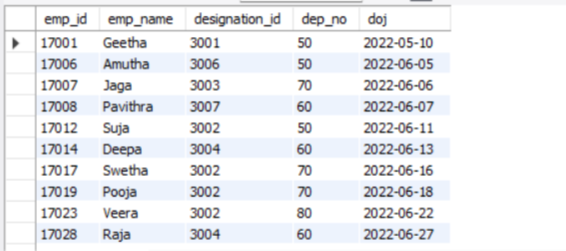 emp_id emp_name designation_id dep_no doj
17001 Geetha 3001 50 2022-05-10
17006 Amutha 3006 50 2022-06-05
17007 Jaga 3003 70 2022-06-06
17008 Pavithra 3007 60 2022-06-07
17012 Suja 3002 50 2022-06-11
17014 Deepa 3004 60 2022-06-13
17017 Swetha 3002 70 2022-06-16
17019 Pooja 3002 70 2022-06-18
17023 Veera 3002 80 2022-06-22
17028 Raja 3004 60 2022-06-27